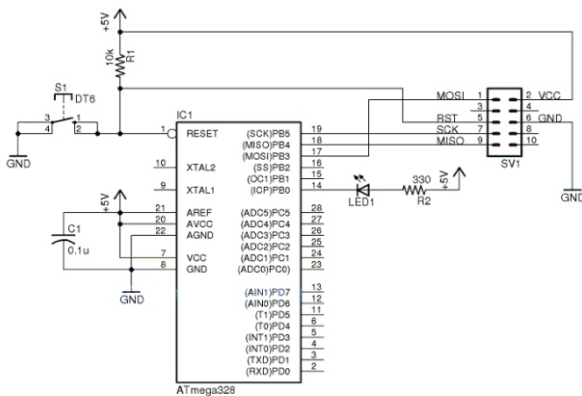 +5V
10k
R1
S1
DT6
3
1
4
2
GND
IC1
1
RESET
10
XTAL2
9
XTAL1
21
AREF
20
AVCC
22
AGND
7
VCC
8
GND
(SCK)PB5
19
(MISO)PB4
18
(MOSI)PB3
17
(SS)PB2
16
(OC1)PB1
15
(ICP)PB0
14
(ADC5)PC5
28
(ADC4)PC4
27
(ADC3)PC3
26
(ADC2)PC2
25
(ADC1)PC1
24
(ADC0)PC0)
23
(AIN1)PD7
13
(AIN0)PD6
12
(T1)PD5
11
(T0)PD4
6
(INT1)PD3
5
(INT0)PD2
4
(TXD)PD1
3
(RXD)PD0
2
ATmega328
+5V
C1
0.1u
GND
LED1
330
R2
+5V
MOSI
1
2
VCC
3
4
RST
5
6
GND
SCK
7
8
MISO
9
10
SV1
GND